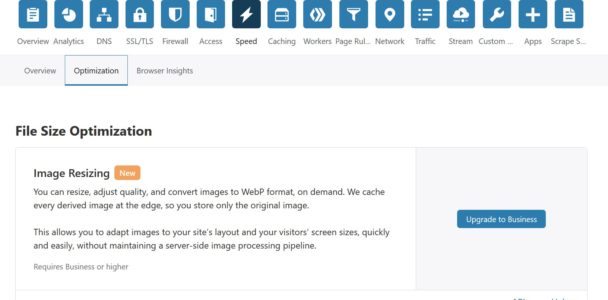 Overview Analytics DNS SSL/TLS Firewall Access Speed Caching Workers Page Rul... Network Traffic Stream Custom ... Apps Scrape S...
Overview Optimization Browser Insights
File Size Optimization
Image Resizing New
You can resize, adjust quality, and convert images to WebP format, on demand. We cache
every derived image at the edge, so you store only the original image.
Upgrade to Business
This allows you to adapt images to your site's layout and your visitors' screen sizes, quickly
and easily, without maintaining a server-side image processing pipeline.
Requires Business or higher